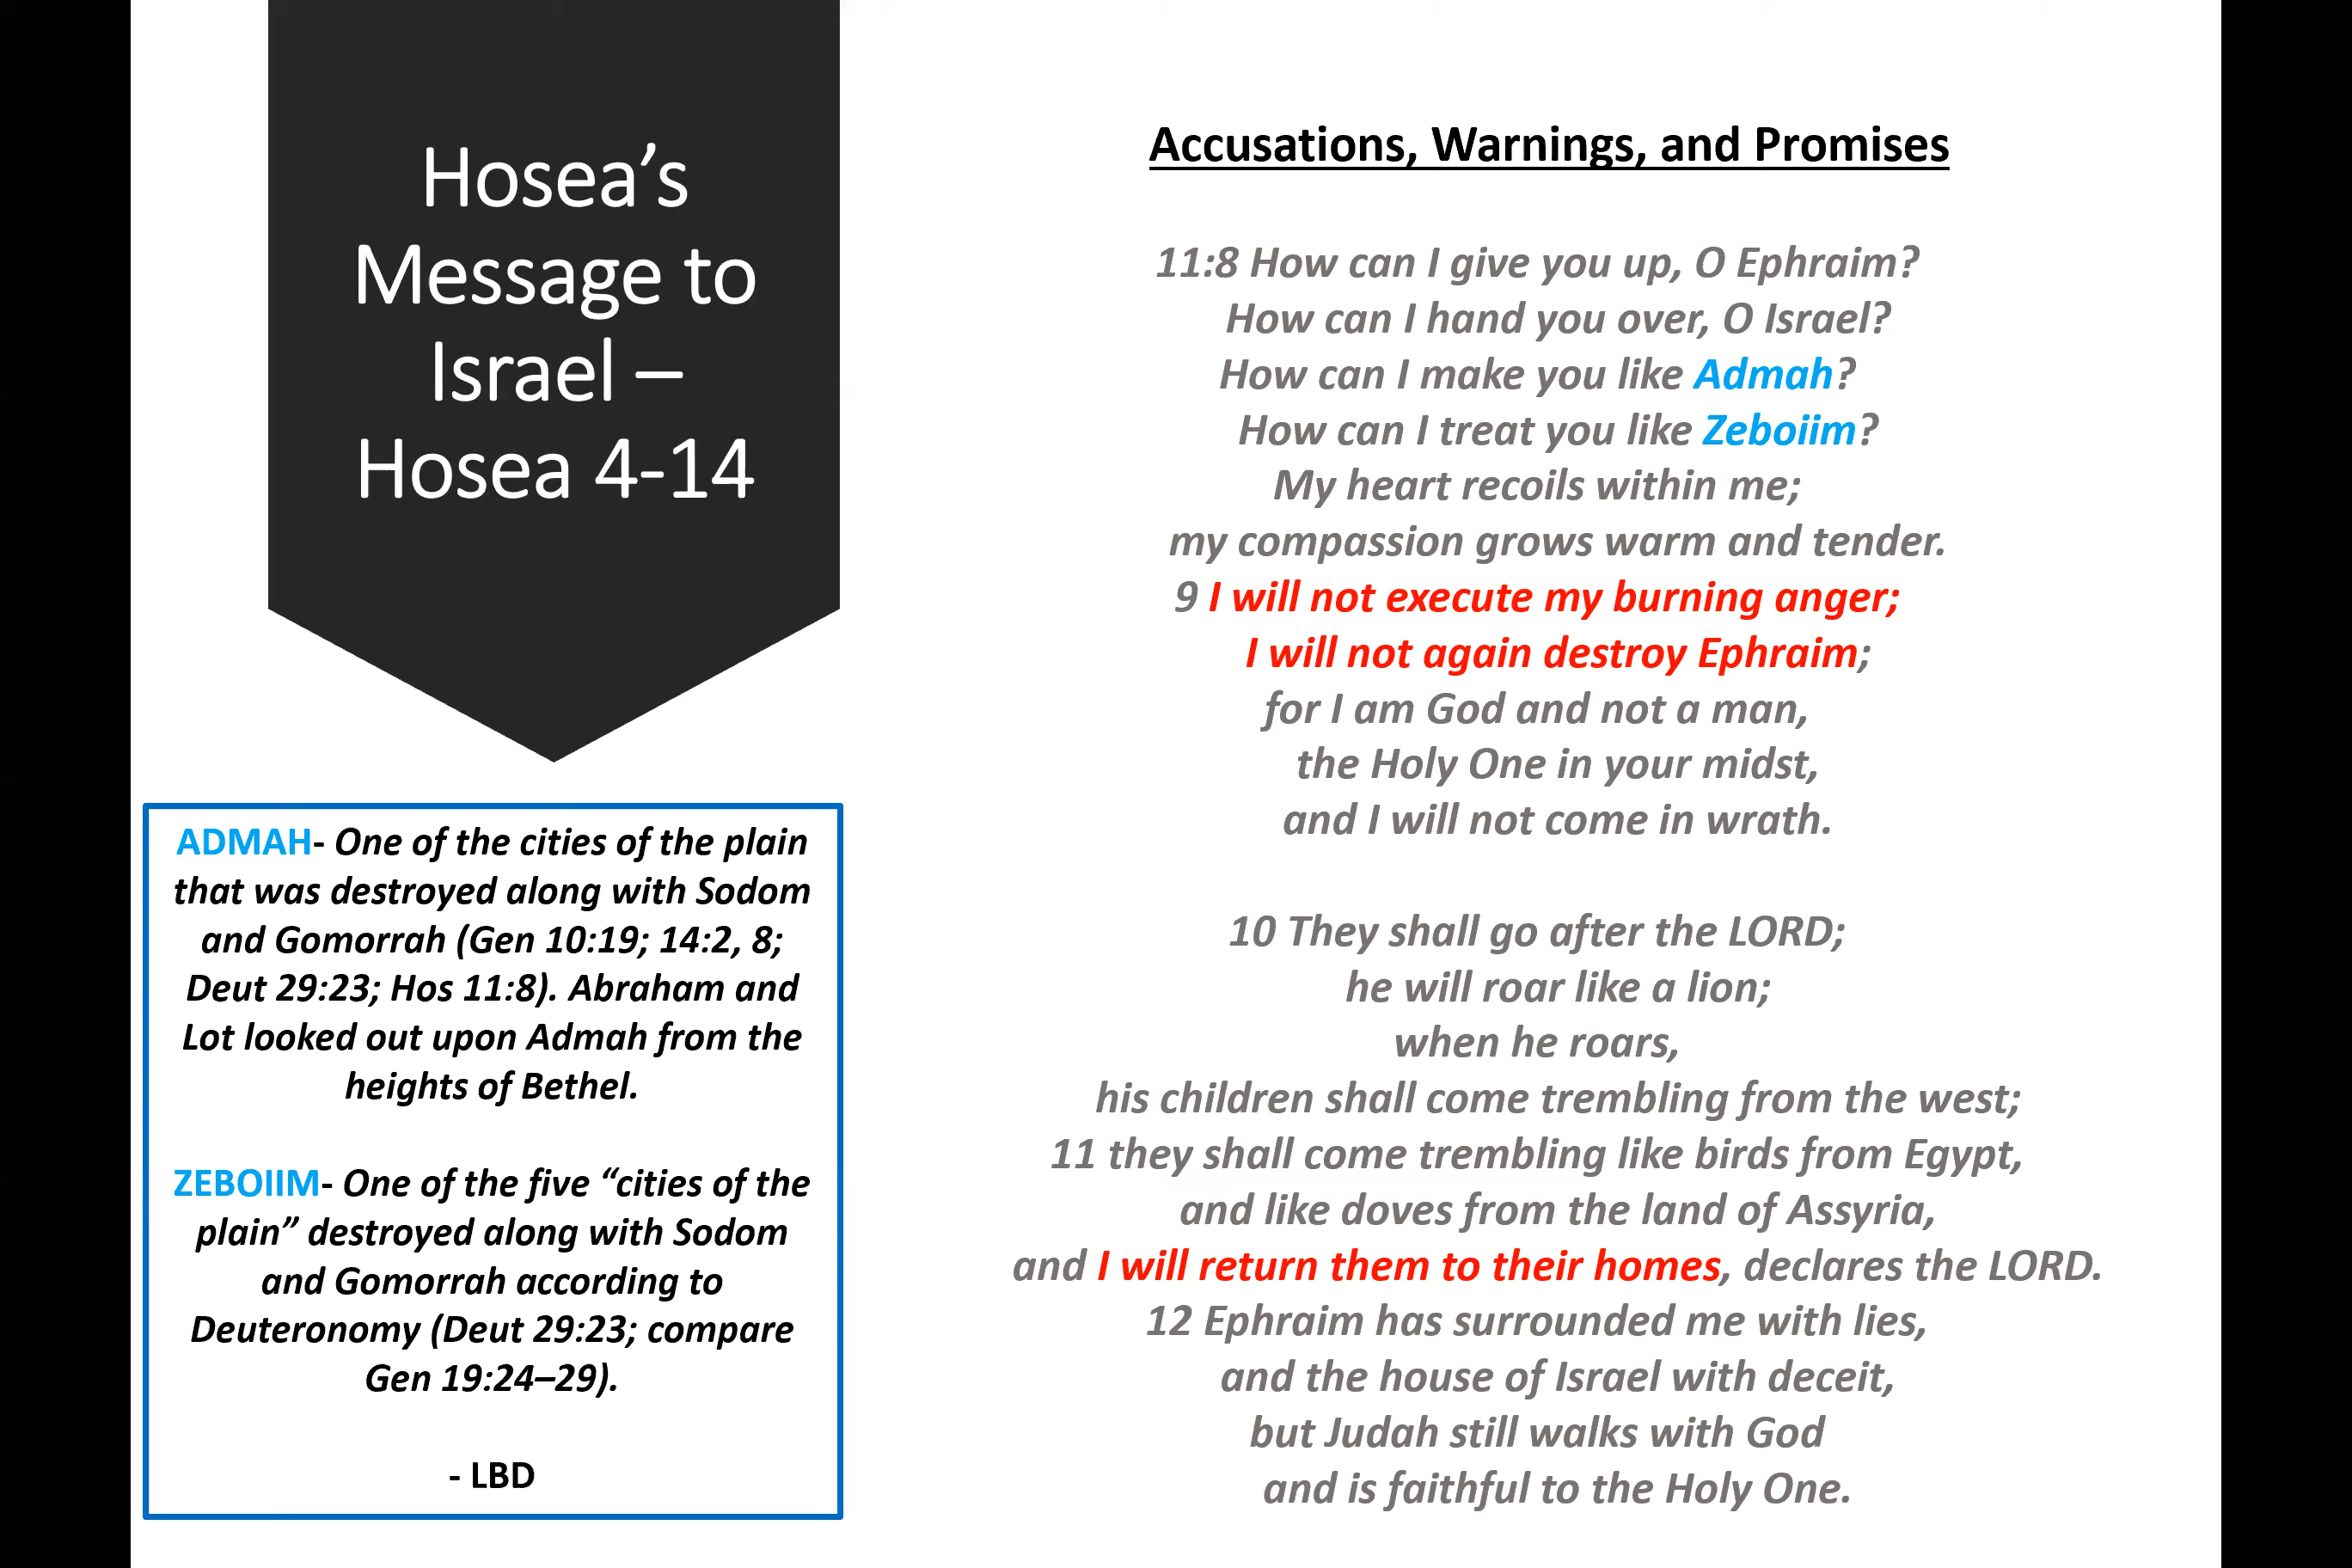 Hosea’s
Message to
Israel –
Hosea 4-14
ADMAH- One of the cities of the plain
that was destroyed along with Sodom
and Gomorrah (Gen 10:19; 14:2, 8;
Deut 29:23; Hos 11:8). Abraham and
Lot looked out upon Admah from the
heights of Bethel.
ZEBOIIM- One of the five “cities of the
plain” destroyed along with Sodom
and Gomorrah according to
Deuteronomy (Deut 29:23; compare
Gen 19:24–29).
- LBD
Accusations, Warnings, and Promises
11:8 How can I give you up, O Ephraim?
How can I hand you over, O Israel?
How can I make you like Admah?
How can I treat you like Zeboiim?
My heart recoils within me;
my compassion grows warm and tender.
9 I will not execute my burning anger;
I will not again destroy Ephraim;
for I am God and not a man,
the Holy One in your midst,
and I will not come in wrath.
10 They shall go after the LORD;
he will roar like a lion;
when he roars,
his children shall come trembling from the west;
11 they shall come trembling like birds from Egypt,
and like doves from the land of Assyria,
and I will return them to their homes, declares the LORD.
12 Ephraim has surrounded me with lies,
and the house of Israel with deceit,
but Judah still walks with God
and is faithful to the Holy One.